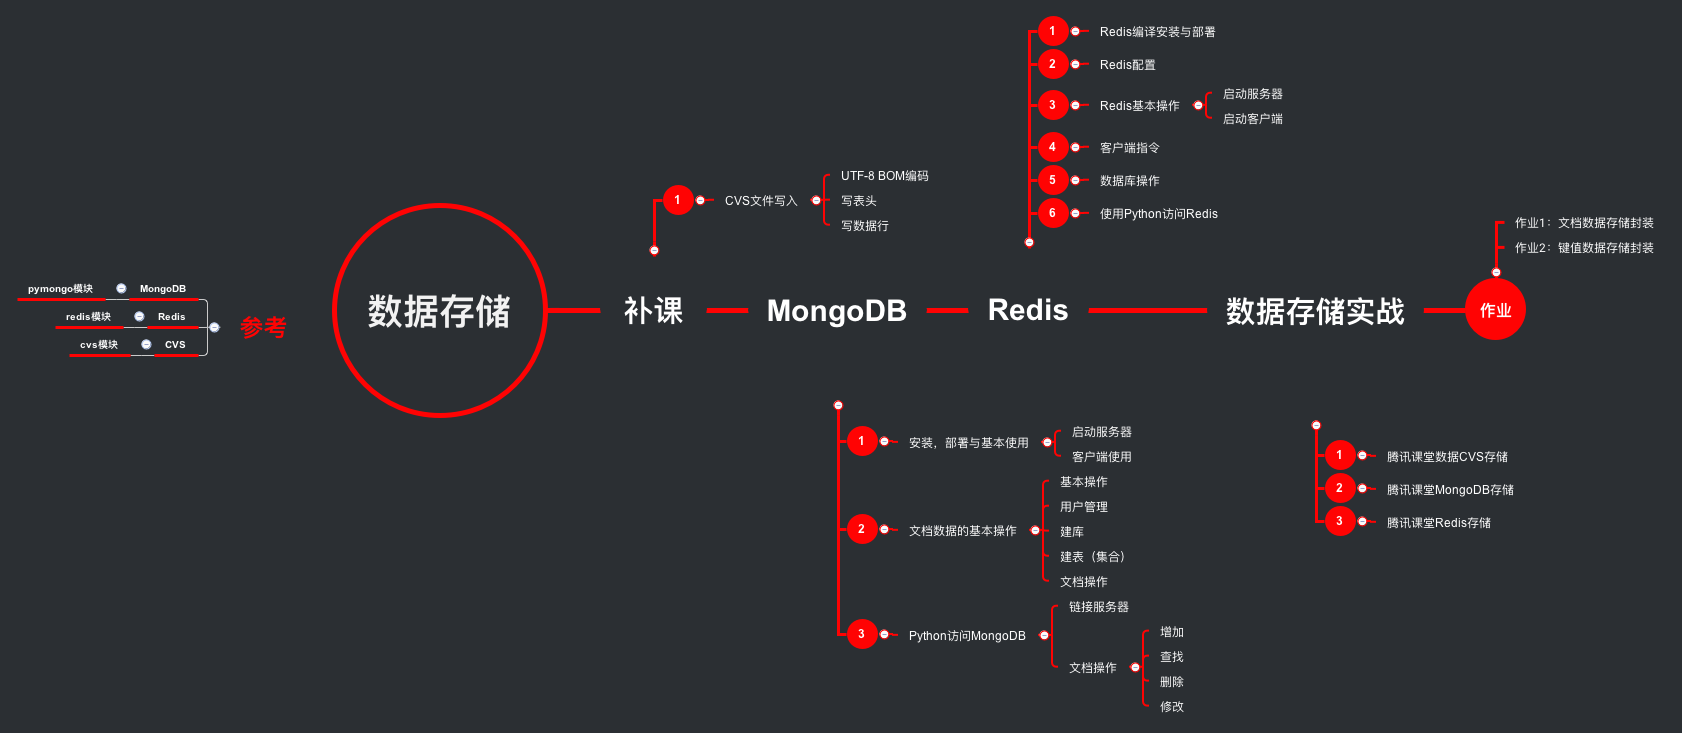 数据存储
参考
MongoDB
pymongo模块
Redis
redis模块
CVS
cvs模块
补课
1
CVS文件写入
UTF-8 BOM编码
写表头
写数据行
MongoDB
1
安装，部署与基本使用
启动服务器
客户端使用
2
文档数据的基本操作
基本操作
用户管理
建库
建表（集合）
文档操作
3
Python访问MongoDB
链接服务器
文档操作
增加
查找
删除
修改
Redis
1
Redis编译安装与部署
2
Redis配置
3
Redis基本操作
启动服务器
启动客户端
4
客户端指令
5
数据库操作
6
使用Python访问Redis
数据存储实战
1
腾讯课堂数据CVS存储
2
腾讯课堂MongoDB存储
3
腾讯课堂Redis存储
作业
作业1：文档数据存储封装
作业2：键值数据存储封装